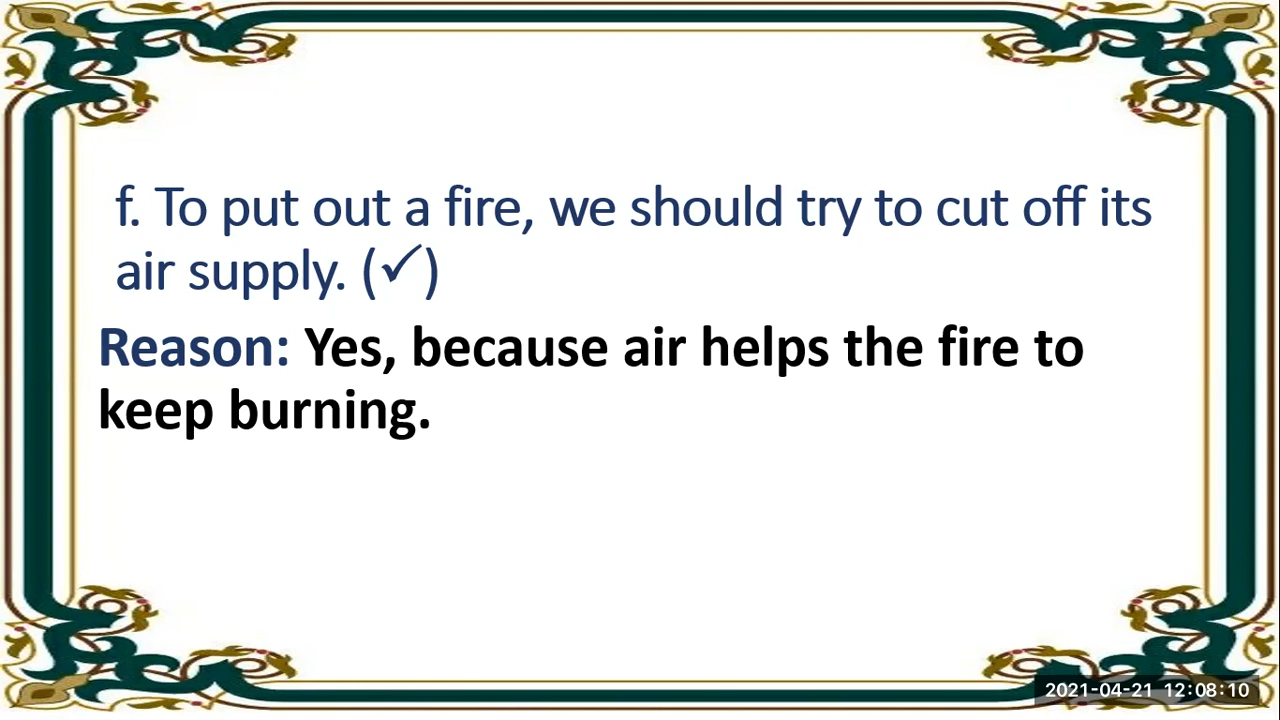 f. To put out a fire, we should try to cut off its
air supply. (✓)
Reason: Yes, because air helps the fire to
keep burning.
2021-04-21 12:08:10